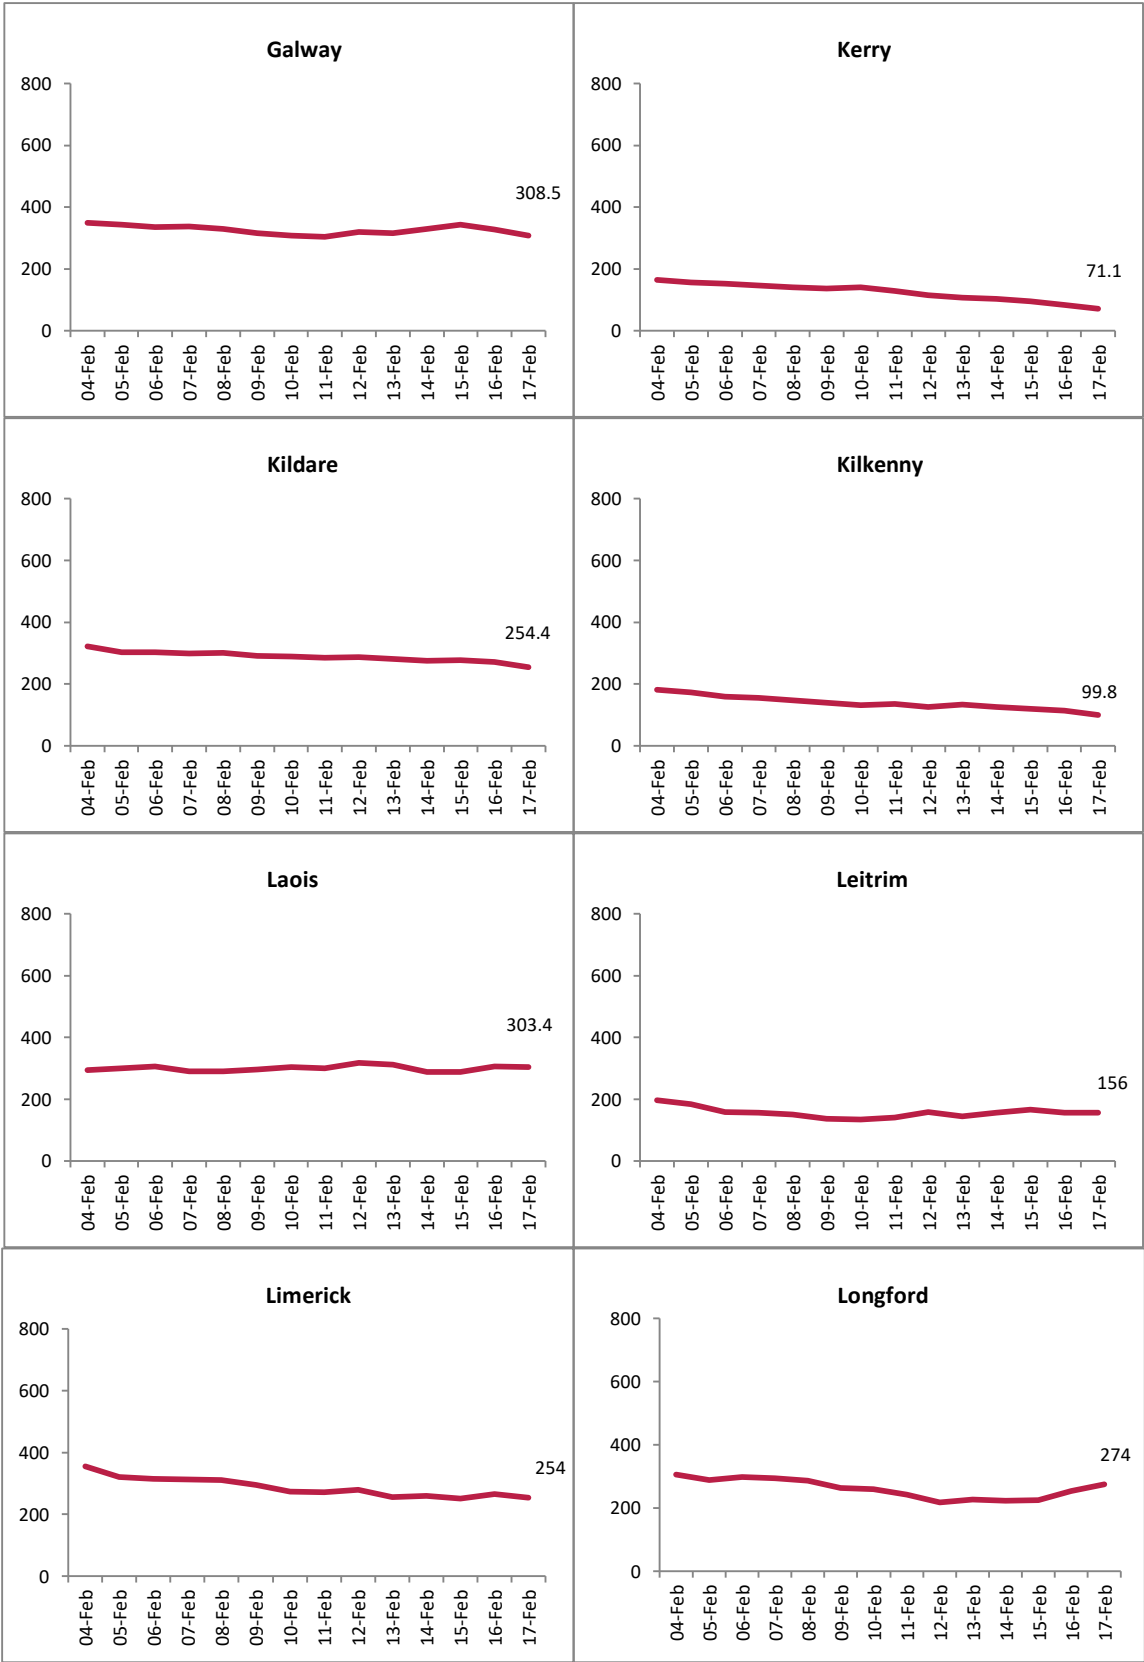 Galway
800
600
400
200
0
308.5
04-Feb
05-Feb
06-Feb
07-Feb
08-Feb
09-Feb
10-Feb
11-Feb
12-Feb
13-Feb
14-Feb
15-Feb
16-Feb
17-Feb
Kerry
800
600
400
200
0
71.1
04-Feb
05-Feb
06-Feb
07-Feb
08-Feb
09-Feb
10-Feb
11-Feb
12-Feb
13-Feb
14-Feb
15-Feb
16-Feb
17-Feb
Kildare
800
600
400
200
0
254.4
04-Feb
05-Feb
06-Feb
07-Feb
08-Feb
09-Feb
10-Feb
11-Feb
12-Feb
13-Feb
14-Feb
15-Feb
16-Feb
17-Feb
Kilkenny
800
600
400
200
0
99.8
04-Feb
05-Feb
06-Feb
07-Feb
08-Feb
09-Feb
10-Feb
11-Feb
12-Feb
13-Feb
14-Feb
15-Feb
16-Feb
17-Feb
Laois
800
600
400
200
0
303.4
04-Feb
05-Feb
06-Feb
07-Feb
08-Feb
09-Feb
10-Feb
11-Feb
12-Feb
13-Feb
14-Feb
15-Feb
16-Feb
17-Feb
Leitrim
800
600
400
200
0
156
04-Feb
05-Feb
06-Feb
07-Feb
08-Feb
09-Feb
10-Feb
11-Feb
12-Feb
13-Feb
14-Feb
15-Feb
16-Feb
17-Feb
Limerick
800
600
400
200
0
254
04-Feb
05-Feb
06-Feb
07-Feb
08-Feb
09-Feb
10-Feb
11-Feb
12-Feb
13-Feb
14-Feb
15-Feb
16-Feb
17-Feb
Longford
800
600
400
200
0
274
04-Feb
05-Feb
06-Feb
07-Feb
08-Feb
09-Feb
10-Feb
11-Feb
12-Feb
13-Feb
14-Feb
15-Feb
16-Feb
17-Feb